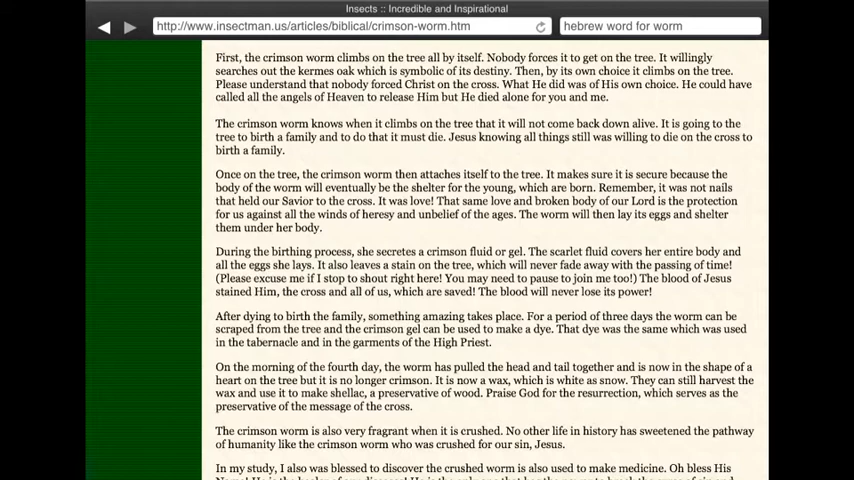 Insects :: Incredible and Inspirational
http://www.insectman.us/articles/biblical/crimson-worm.htm
hebrew word for worm
First, the crimson worm climbs on the tree all by itself. Nobody forces it to get on the tree. It willingly
searches out the kermes oak which is symbolic of its destiny. Then, by its own choice it climbs on the tree.
Please understand that nobody forced Christ on the cross. What He did was of His own choice. He could have
called all the angels of Heaven to release Him but He died alone for you and me.
The crimson worm knows when it climbs on the tree that it will not come back down alive. It is going to the
tree to birth a family and to do that it must die. Jesus knowing all things still was willing to die on the cross to
birth a family.
Once on the tree, the crimson worm then attaches itself to the tree. It makes sure it is secure because the
body of the worm will eventually be the shelter for the young, which are born. Remember, it was not nails
that held our Savior to the cross. It was love! That same love and broken body of our Lord is the protection
for us against all the winds of heresy and unbelief of the ages. The worm will then lay its eggs and shelter
them under her body.
During the birthing process, she secretes a crimson fluid or gel. The scarlet fluid covers her entire body and
all the eggs she lays. It also leaves a stain on the tree, which will never fade away with the passing of time!
(Please excuse me if I stop to shout right here! You may need to pause to join me too!) The blood of Jesus
stained Him, the cross and all of us, which are saved! The blood will never lose its power!
After dying to birth the family, something amazing takes place. For a period of three days the worm can be
scraped from the tree and the crimson gel can be used to make a dye. That dye was the same which was used
in the tabernacle and in the garments of the High Priest.
On the morning of the fourth day, the worm has pulled the head and tail together and is now in the shape of a
heart on the tree but it is no longer crimson. It is now a wax, which is white as snow. They can still harvest the
wax and use it to make shellac, a preservative of wood. Praise God for the resurrection, which serves as the
preservative of the message of the cross.
The crimson worm is also very fragrant when it is crushed. No other life in history has sweetened the pathway
of humanity like the crimson worm who was crushed for our sin, Jesus.
In my study, I also was blessed to discover the crushed worm is also used to make medicine. Oh bless His